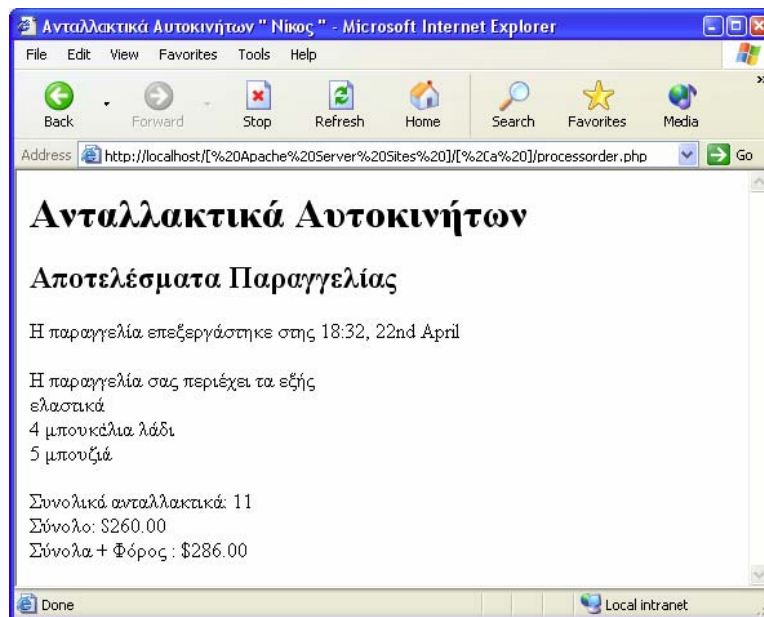 Ανταλλακτικά Αυτοκινήτων " Νίκος " - Microsoft Internet Explorer
File Edit View Favorites Tools Help
Back Forward Stop Refresh Home Search Favorites Media
Address http://localhost/[%20Apache%20Server%20Sites%20]/[%2Ca%20]/processorder.php Go
Ανταλλακτικά Αυτοκινήτων
Αποτελέσματα Παραγγελίας
Η παραγγελία επεξεργάστηκε στης 18:32, 22nd April
Η παραγγελία σας περιέχει τα εξής
ελαστικά
4 μπουκάλια λάδι
5 μπουζιά
Συνολικά ανταλλακτικά: 11
Σύνολο: $260.00
Σύνολα + Φόρος : $286.00
Done Local intranet